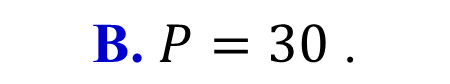 B. P = 30 .